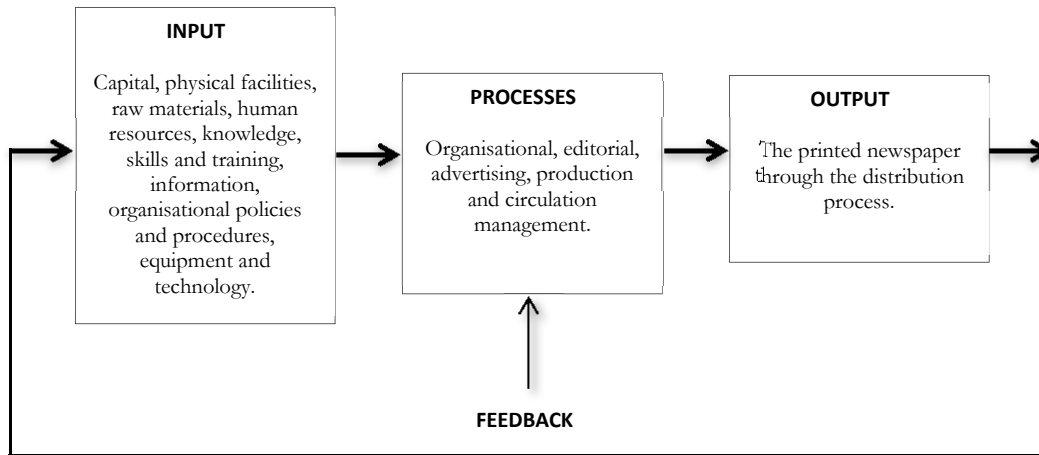 INPUT
Capital, physical facilities,
raw materials, human
resources, knowledge,
skills and training,
information,
organisational policies
and procedures,
equipment and
technology.
PROCESSES
Organisational, editorial,
advertising, production
and circulation
management.
OUTPUT
The printed newspaper
through the distribution
process.
FEEDBACK